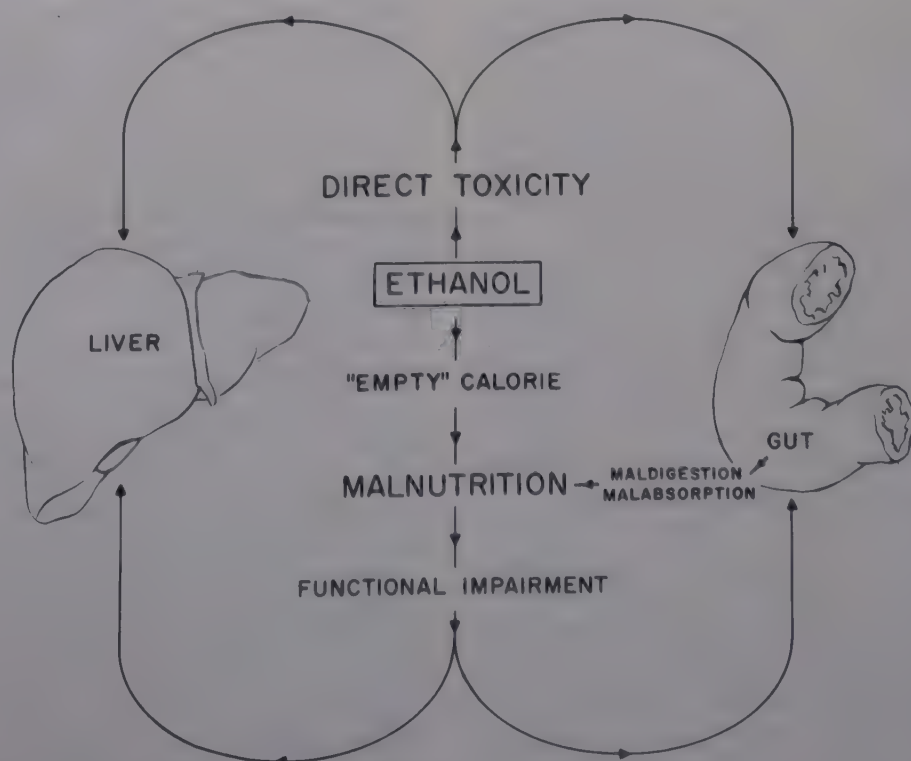 DIRECT TOXICITY
ETHANOL
LIVER
"EMPTY" CALORIE
GUT
MALNUTRITION
MALDIGESTION
MALABSORPTION
FUNCTIONAL IMPAIRMENT